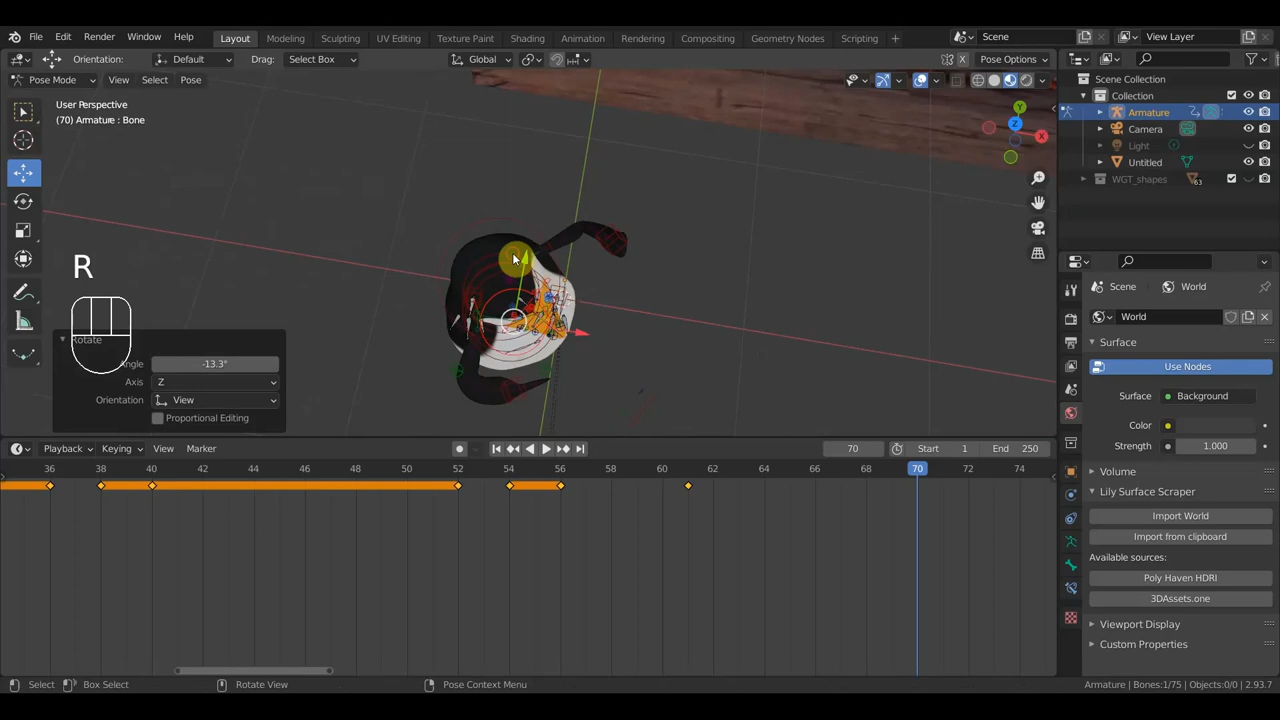 File Edit Render Window Help Layout Modeling Sculpting UV Editing Texture Paint Shading Animation Rendering Compositing Geometry Nodes Scripting + Scene View Layer
Orientation: Default Drag: Select Box Global X Pose Options
Pose Mode View Select Pose
Scene Collection
Collection
Armature
Camera
Light
Untitled
WGT_shapes 63
User Perspective
(70) Armature : Bone
Y
Z
X
R
Rotate
Angle -13.3°
Axis Z
Orientation View
Proportional Editing
Scene World
World
Surface
Use Nodes
Surface Background
Color
Strength 1.000
Volume
Lily Surface Scraper
Import World
Import from clipboard
Available sources:
Poly Haven HDRI
3DAssets.one
Viewport Display
Custom Properties
Playback Keying View Marker 70 Start 1 End 250
36 38 40 42 44 46 48 50 52 54 56 58 60 62 64 66 68 70 72 74
Select Box Select Rotate View Pose Context Menu Armature | Bones:1/75 | Objects:0/0 | 2.93.7